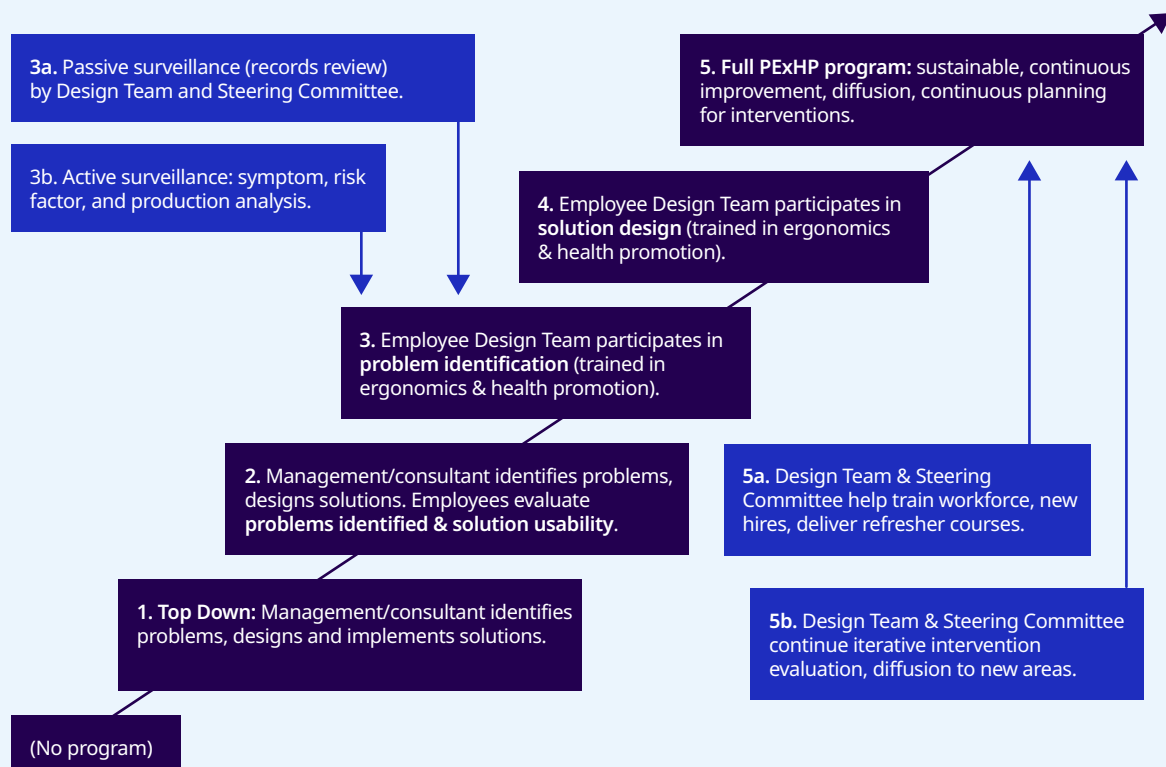 3a. Passive surveillance (records review)
by Design Team and Steering Committee.
3b. Active surveillance: symptom, risk
factor, and production analysis.
5. Full PExHP program: sustainable, continuous
improvement, diffusion, continuous planning
for interventions.
4. Employee Design Team participates in
solution design (trained in ergonomics
& health promotion).
3. Employee Design Team participates in
problem identification (trained in
ergonomics & health promotion).
2. Management/consultant identifies problems,
designs solutions. Employees evaluate
problems identified & solution usability.
5a. Design Team & Steering
Committee help train workforce, new
hires, deliver refresher courses.
1. Top Down: Management/consultant identifies
problems, designs and implements solutions.
5b. Design Team & Steering Committee
continue iterative intervention
evaluation, diffusion to new areas.
(No program)